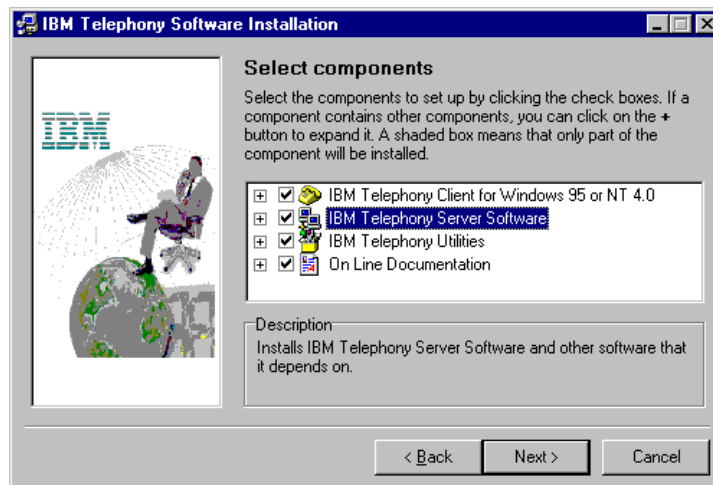 IBM Telephony Software Installation
IBM
Select components
Select the components to set up by clicking the check boxes. If a
component contains other components, you can click on the +
button to expand it. A shaded box means that only part of the
component will be installed.
IBM Telephony Client for Windows 95 or NT 4.0
IBM Telephony Server Software
IBM Telephony Utilities
On Line Documentation
Description
Installs IBM Telephony Server Software and other software that
it depends on.
< Back
Next >
Cancel